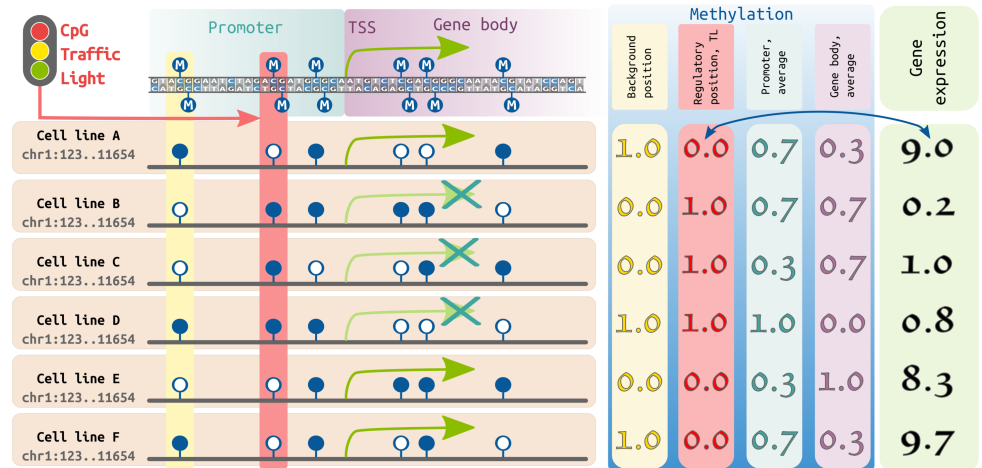 CpG
Traffic
Light
Promoter
TSS
Gene body
M M M M M M
M M M M M M
Methylation
Background
position
Regulatory
position, TL
Promoter,
average
Gene body,
average
Gene
expression
Cell line A
chr1:123..11654
1.0 0.0 0.7 0.3 9.0
Cell line B
chr1:123..11654
0.0 1.0 0.7 0.7 0.2
Cell line C
chr1:123..11654
0.0 1.0 0.3 0.7 1.0
Cell line D
chr1:123..11654
1.0 1.0 1.0 0.0 0.8
Cell line E
chr1:123..11654
0.0 0.0 0.3 1.0 8.3
Cell line F
chr1:123..11654
1.0 0.0 0.7 0.3 9.7